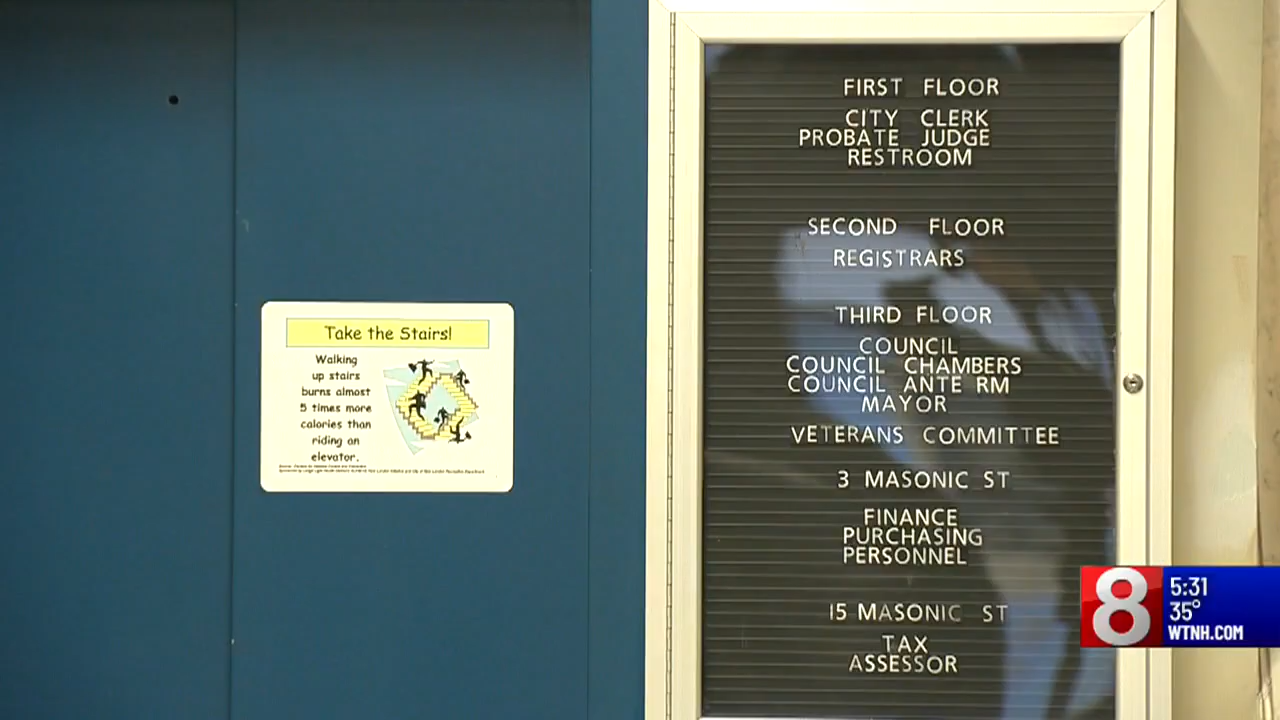 Take the Stairs!
Walking
up stairs
burns almost
5 times more
calories than
riding an
elevator.
FIRST FLOOR
CITY CLERK
PROBATE JUDGE
RESTROOM
SECOND FLOOR
REGISTRARS
THIRD FLOOR
COUNCIL
COUNCIL CHAMBERS
COUNCIL ANTE RM
MAYOR
VETERANS COMMITTEE
3 MASONIC ST
FINANCE
PURCHASING
PERSONNEL
15 MASONIC ST
TAX
ASSESSOR
8
5:31
35°
WTNH.COM